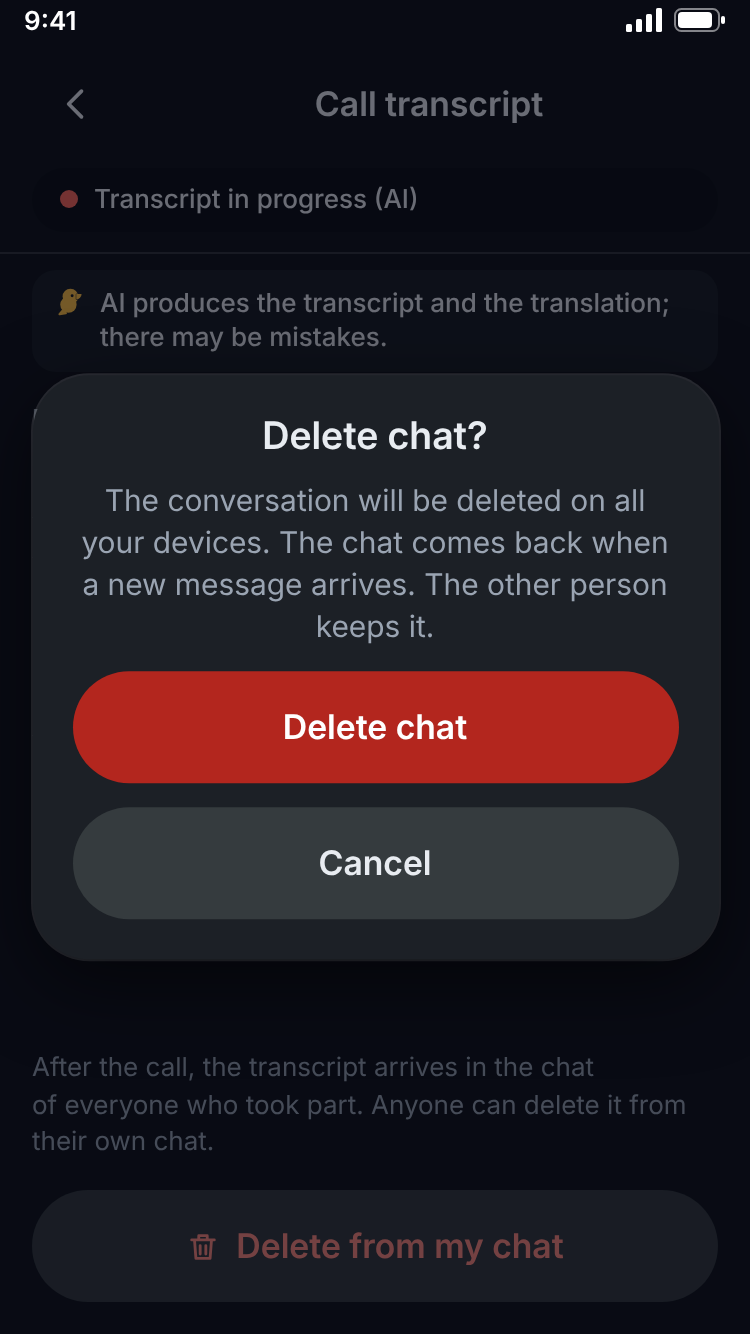 9:41
Call transcript
Transcript in progress (AI)
AI produces the transcript and the translation;
there may be mistakes.
Delete chat?
The conversation will be deleted on all
your devices. The chat comes back when
a new message arrives. The other person
keeps it.
Delete chat
Cancel
After the call, the transcript arrives in the chat
of everyone who took part. Anyone can delete it from
their own chat.
Delete from my chat